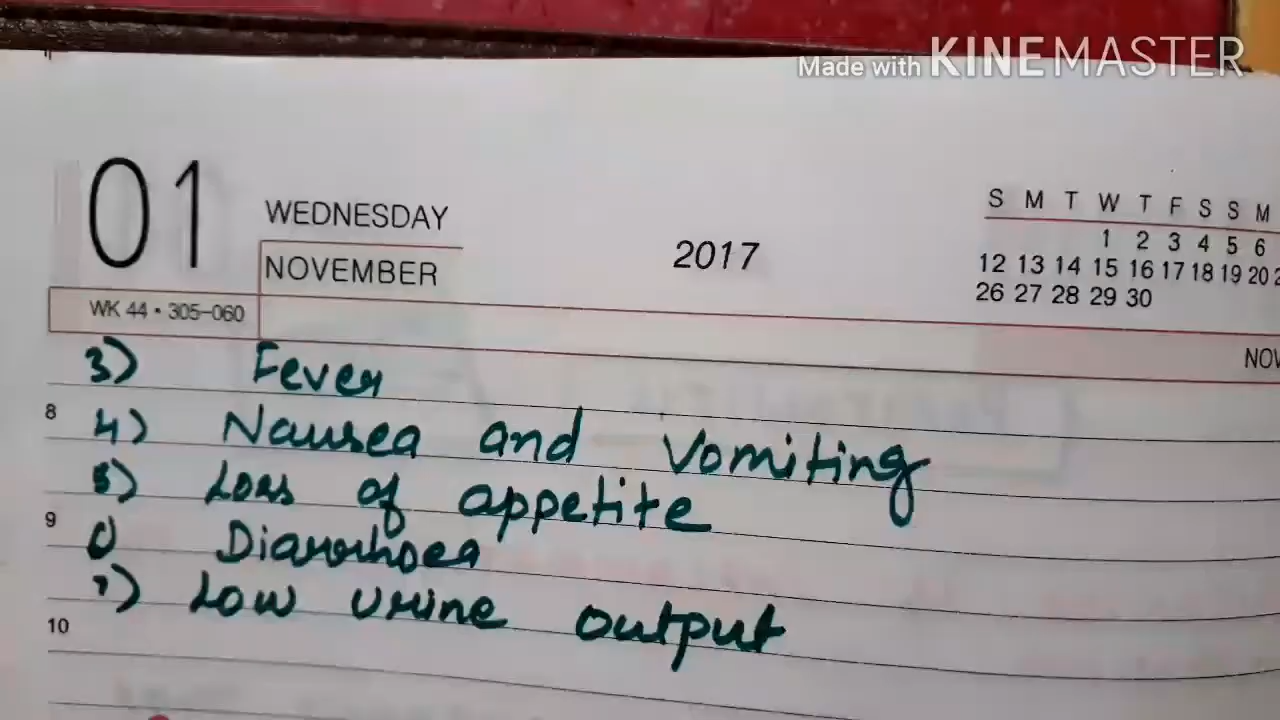 Made with KINEMASTER
01 WEDNESDAY
NOVEMBER
2017
S M T W T F S S M
1 2 3 4 5 6
12 13 14 15 16 17 18 19 20 2
26 27 28 29 30
WK 44 • 305-060
NOV
3) Fever
8
4) Nausea and Vomiting
5) Loss of appetite
9
Diarrhoea
7) Low urine output
10